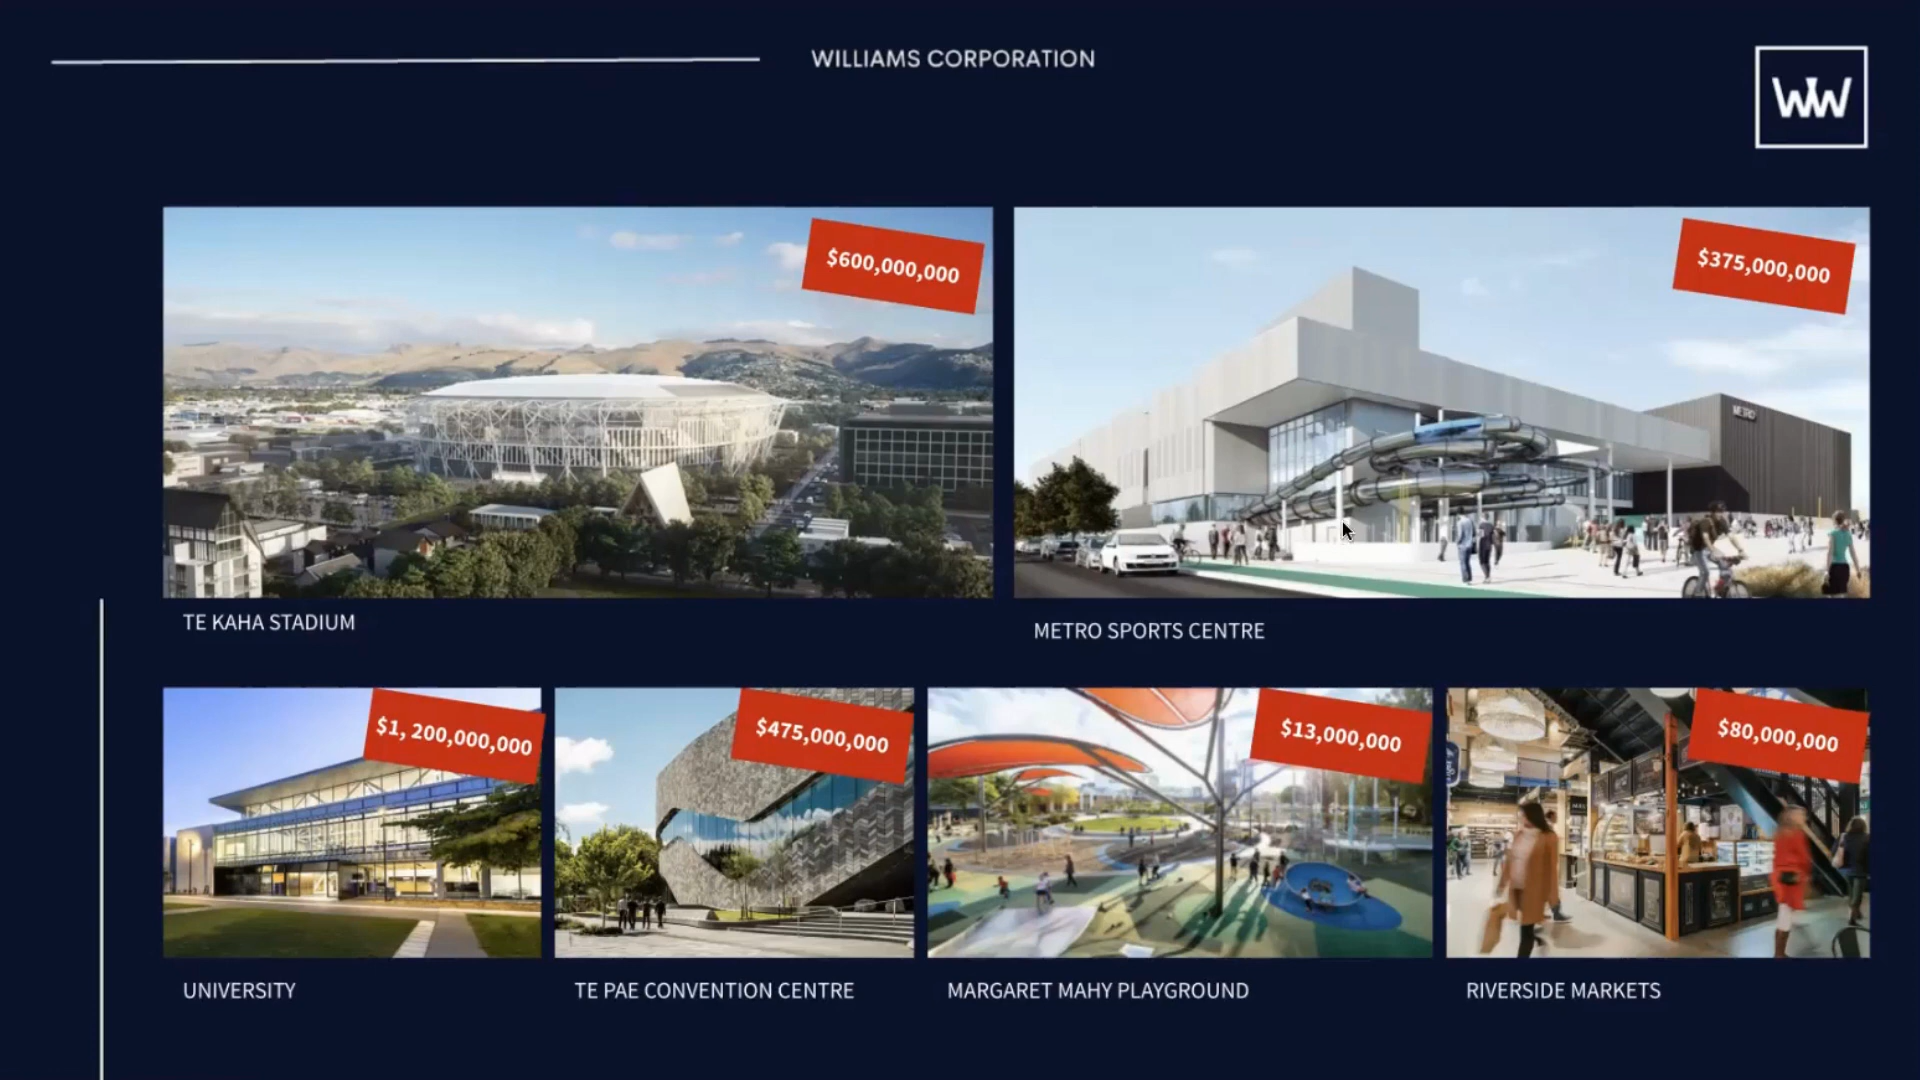 WILLIAMS CORPORATION
WW
$600,000,000
$375,000,000
METRO
TE KAHA STADIUM
METRO SPORTS CENTRE
$1, 200,000,000
$475,000,000
$13,000,000
$80,000,000
UNIVERSITY
TE PAE CONVENTION CENTRE
MARGARET MAHY PLAYGROUND
RIVERSIDE MARKETS